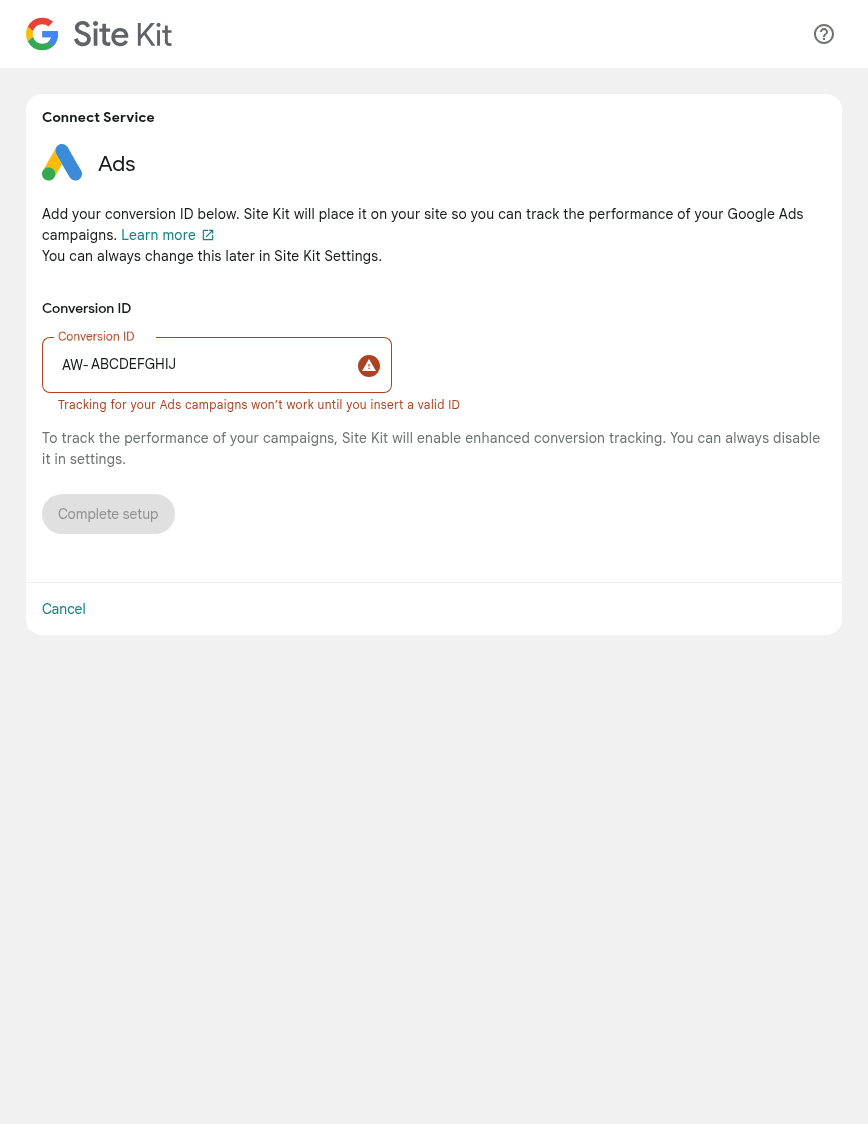 Site Kit
Connect Service
Ads
Add your conversion ID below. Site Kit will place it on your site so you can track the performance of your Google Ads
campaigns. Learn more
You can always change this later in Site Kit Settings.
Conversion ID
Conversion ID
AW- ABCDEFGHIJ
Tracking for your Ads campaigns won’t work until you insert a valid ID
To track the performance of your campaigns, Site Kit will enable enhanced conversion tracking. You can always disable
it in settings.
Complete setup
Cancel